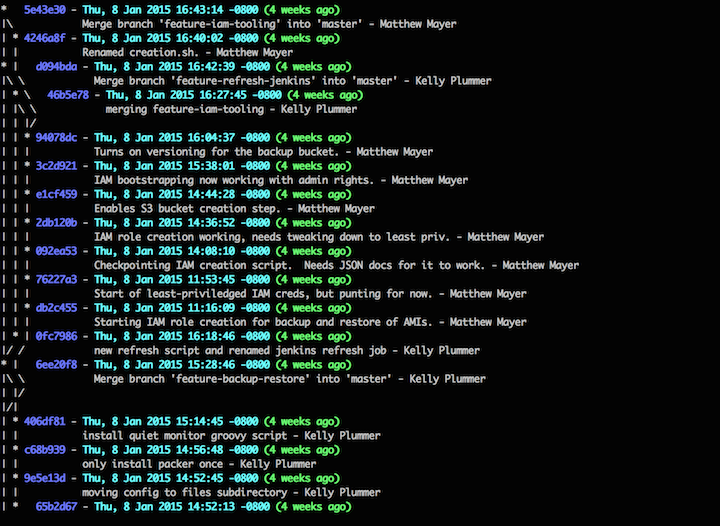 * 5e43e30 - Thu, 8 Jan 2015 16:43:14 -0800 (4 weeks ago)
|\ Merge branch 'feature-iam-tooling' into 'master' - Matthew Mayer
| * 4246a8f - Thu, 8 Jan 2015 16:40:02 -0800 (4 weeks ago)
| | Renamed creation.sh. - Matthew Mayer
* | d094bda - Thu, 8 Jan 2015 16:42:39 -0800 (4 weeks ago)
|\ \ Merge branch 'feature-refresh-jenkins' into 'master' - Kelly Plummer
| * \ 46b5e78 - Thu, 8 Jan 2015 16:27:45 -0800 (4 weeks ago)
| |\ \ merging feature-iam-tooling - Kelly Plummer
| | |/
| | * 94078dc - Thu, 8 Jan 2015 16:04:37 -0800 (4 weeks ago)
| | | Turns on versioning for the backup bucket. - Matthew Mayer
| | * 3c2d921 - Thu, 8 Jan 2015 15:38:01 -0800 (4 weeks ago)
| | | IAM bootstrapping now working with admin rights. - Matthew Mayer
| | * e1cf459 - Thu, 8 Jan 2015 14:44:28 -0800 (4 weeks ago)
| | | Enables S3 bucket creation step. - Matthew Mayer
| | * 2db120b - Thu, 8 Jan 2015 14:36:52 -0800 (4 weeks ago)
| | | IAM role creation working, needs tweaking down to least priv. - Matthew Mayer
| | * 092ea53 - Thu, 8 Jan 2015 14:08:10 -0800 (4 weeks ago)
| | | Checkpointing IAM creation script.  Needs JSON docs for it to work. - Matthew Mayer
| | * 76227a3 - Thu, 8 Jan 2015 11:53:45 -0800 (4 weeks ago)
| | | Start of least-priviledged IAM creds, but punting for now. - Matthew Mayer
| | * db2c455 - Thu, 8 Jan 2015 11:16:09 -0800 (4 weeks ago)
| | | Starting IAM role creation for backup and restore of AMIs. - Matthew Mayer
| * | 0fc7986 - Thu, 8 Jan 2015 16:18:46 -0800 (4 weeks ago)
|/ / new refresh script and renamed jenkins refresh job - Kelly Plummer
* | 6ee20f8 - Thu, 8 Jan 2015 15:28:46 -0800 (4 weeks ago)
|\ \ Merge branch 'feature-backup-restore' into 'master' - Kelly Plummer
| |/
|/|
| * 406df81 - Thu, 8 Jan 2015 15:14:45 -0800 (4 weeks ago)
| | install quiet monitor groovy script - Kelly Plummer
| * c68b939 - Thu, 8 Jan 2015 14:56:48 -0800 (4 weeks ago)
| | only install packer once - Kelly Plummer
| * 9e5e13d - Thu, 8 Jan 2015 14:52:45 -0800 (4 weeks ago)
| | moving config to files subdirectory - Kelly Plummer
| * 65b2d67 - Thu, 8 Jan 2015 14:52:13 -0800 (4 weeks ago)